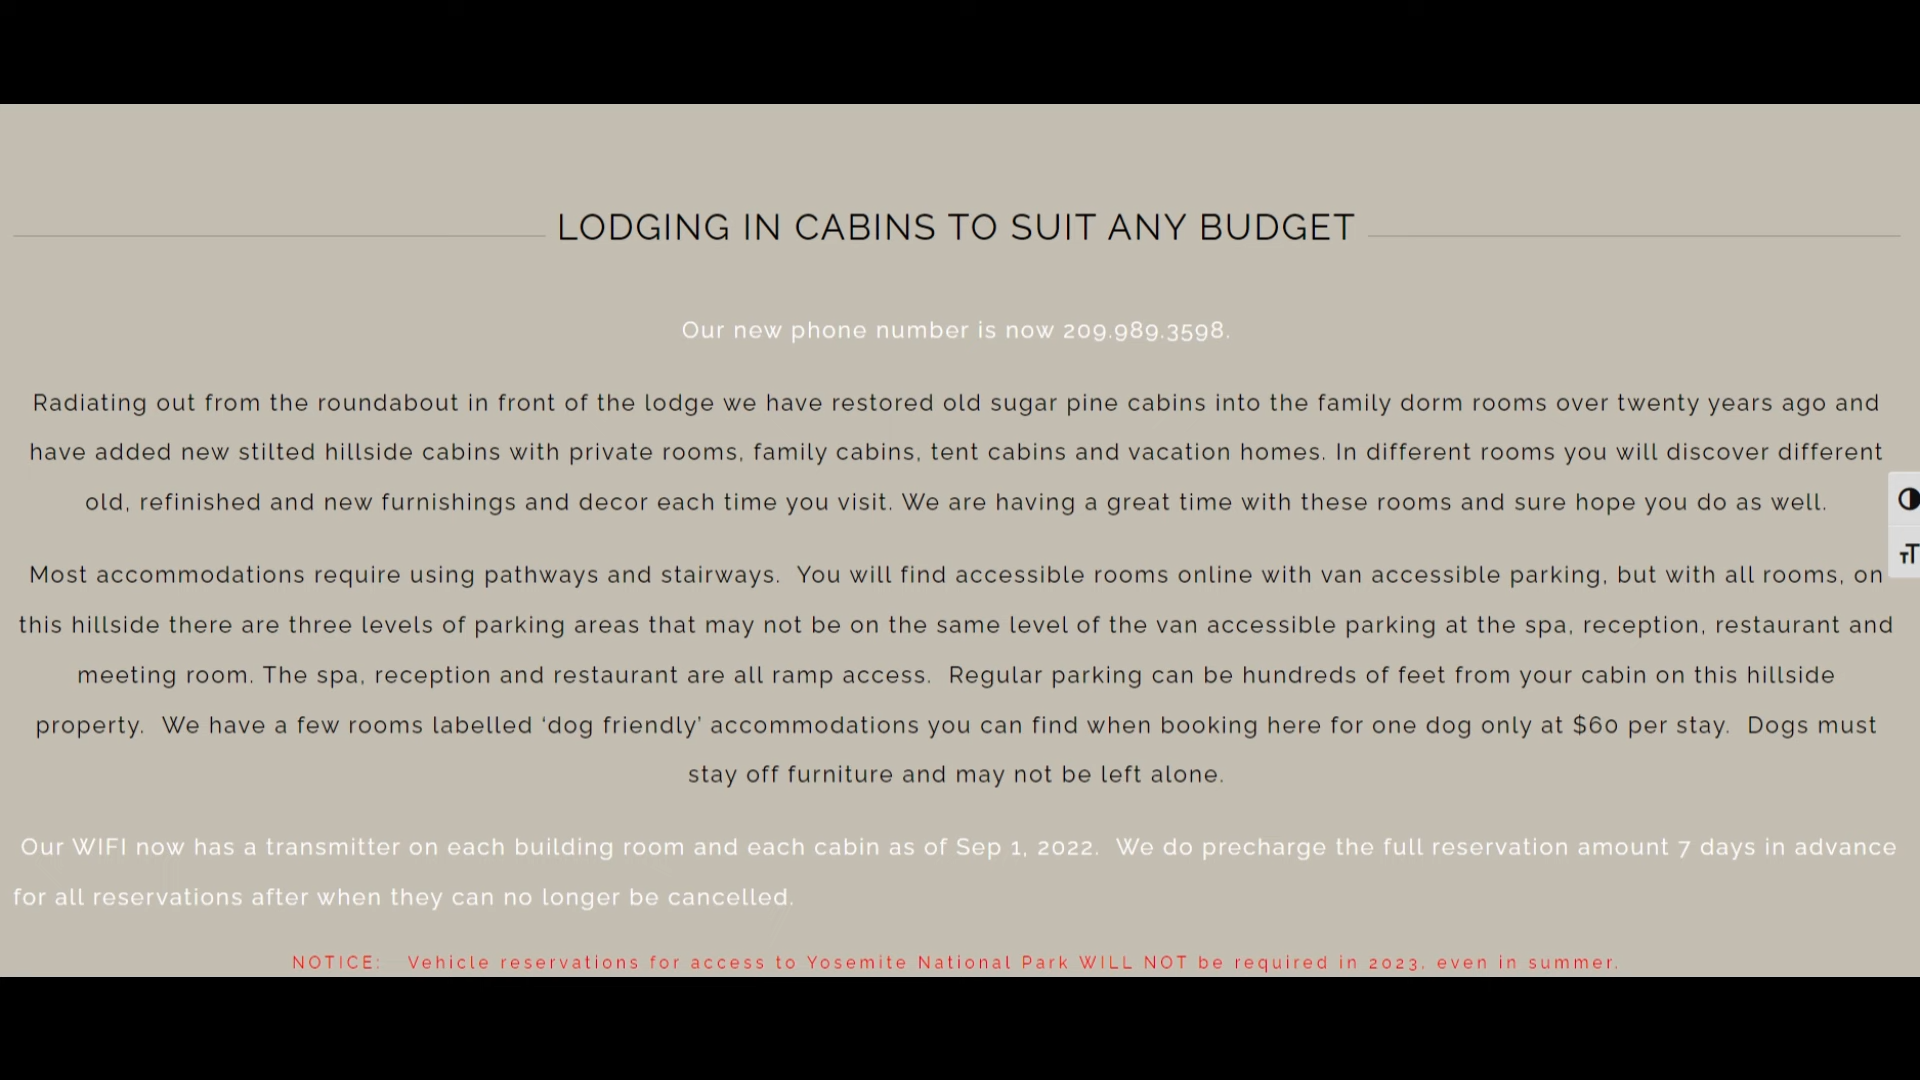 LODGING IN CABINS TO SUIT ANY BUDGET
Our new phone number is now 209.989.3598.
Radiating out from the roundabout in front of the lodge we have restored old sugar pine cabins into the family dorm rooms over twenty years ago and
have added new stilted hillside cabins with private rooms, family cabins, tent cabins and vacation homes. In different rooms you will discover different
old, refinished and new furnishings and decor each time you visit. We are having a great time with these rooms and sure hope you do as well.
Most accommodations require using pathways and stairways.  You will find accessible rooms online with van accessible parking, but with all rooms, on
this hillside there are three levels of parking areas that may not be on the same level of the van accessible parking at the spa, reception, restaurant and
meeting room. The spa, reception and restaurant are all ramp access.  Regular parking can be hundreds of feet from your cabin on this hillside
property.  We have a few rooms labelled ‘dog friendly’ accommodations you can find when booking here for one dog only at $60 per stay.  Dogs must
stay off furniture and may not be left alone.
Our WIFI now has a transmitter on each building room and each cabin as of Sep 1, 2022.  We do precharge the full reservation amount 7 days in advance
for all reservations after when they can no longer be cancelled.
NOTICE:  Vehicle reservations for access to Yosemite National Park WILL NOT be required in 2023, even in summer.